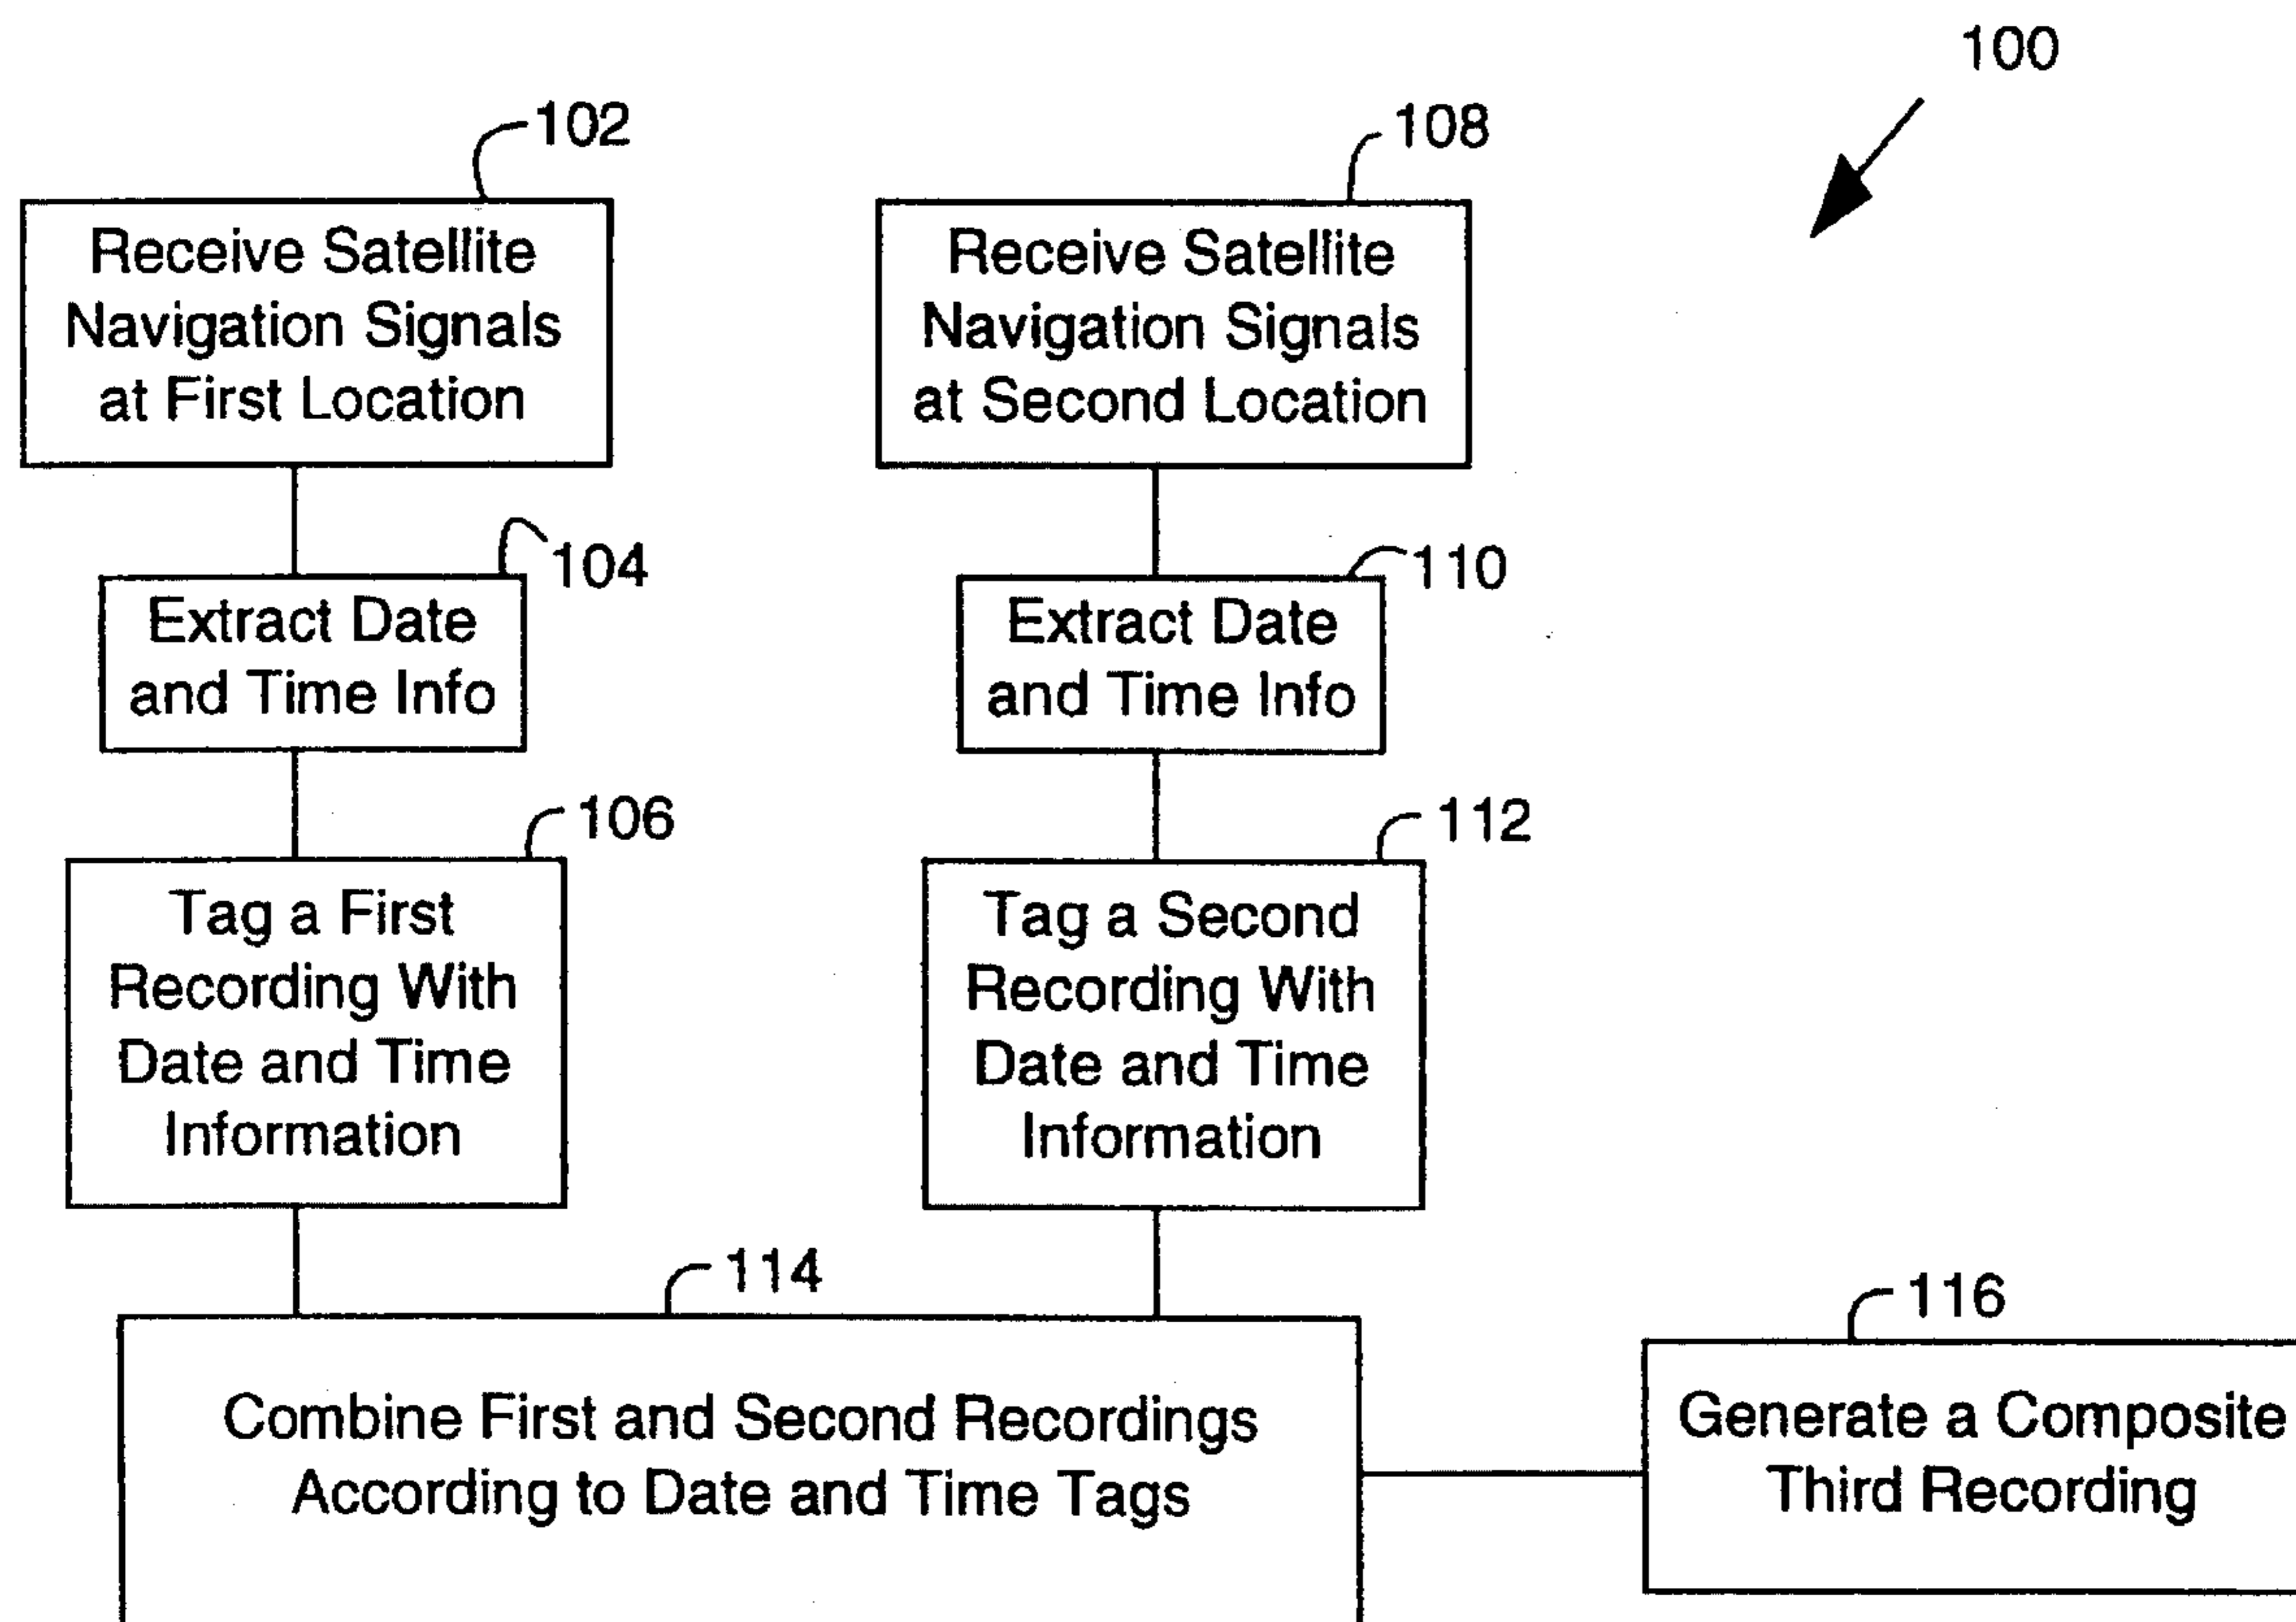 100
102
Receive Satellite
Navigation Signals
at First Location
108
Receive Satellite
Navigation Signals
at Second Location
104
Extract Date
and Time Info
110
Extract Date
and Time Info
106
Tag a First
Recording With
Date and Time
Information
112
Tag a Second
Recording With
Date and Time
Information
114
Combine First and Second Recordings
According to Date and Time Tags
116
Generate a Composite
Third Recording